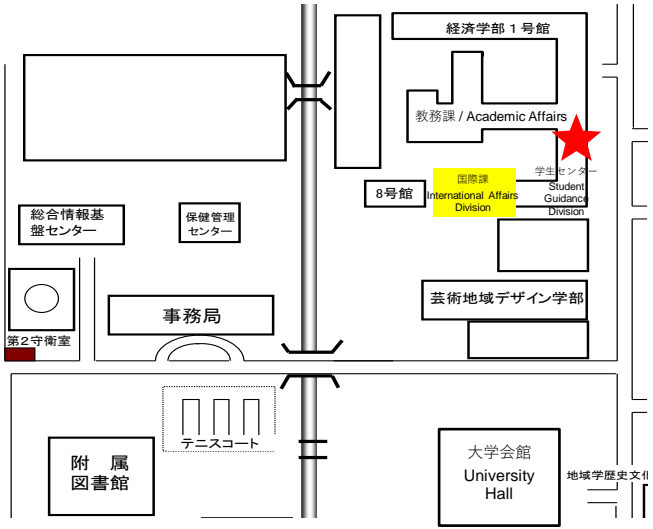 経済学部1号館
教務課 / Academic Affairs
学生センター
Student
Guidance
Division
国際課
International Affairs
Division
8号館
総合情報基
盤センター
保健管理
センター
芸術地域デザイン学部
事務局
第2守衛室
テニスコート
附 属
図書館
大学会館
University
Hall
地域学歴史文化